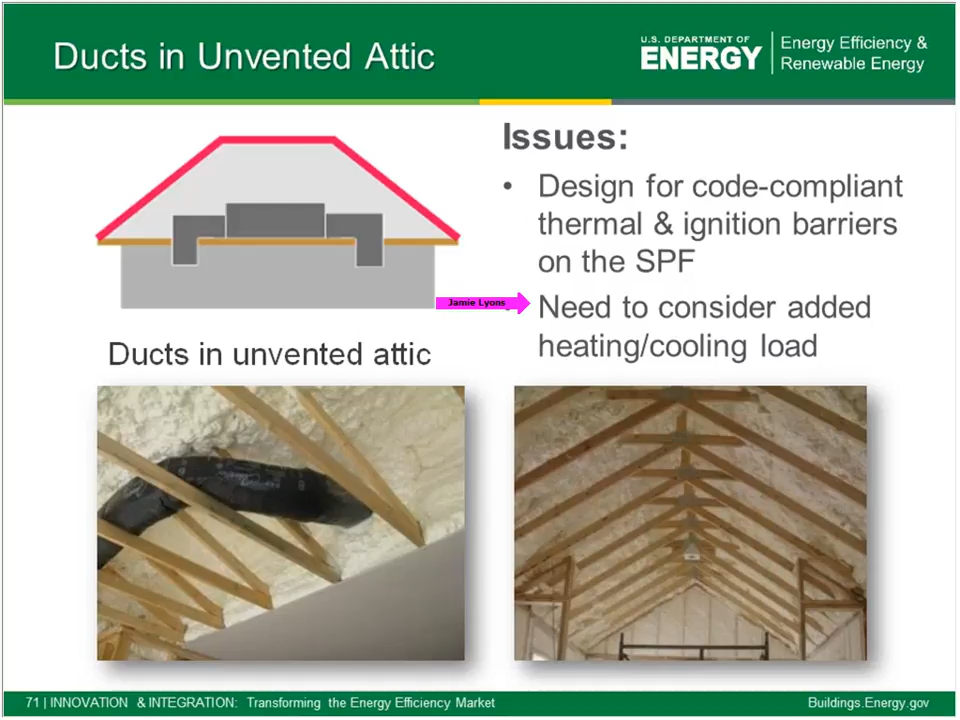 Ducts in Unvented Attic
U.S. DEPARTMENT OF
ENERGY
Energy Efficiency &
Renewable Energy
Issues:
• Design for code-compliant
thermal & ignition barriers
on the SPF
Jamie Lyons
Need to consider added
heating/cooling load
Ducts in unvented attic
71 | INNOVATION & INTEGRATION: Transforming the Energy Efficiency Market
Buildings.Energy.gov